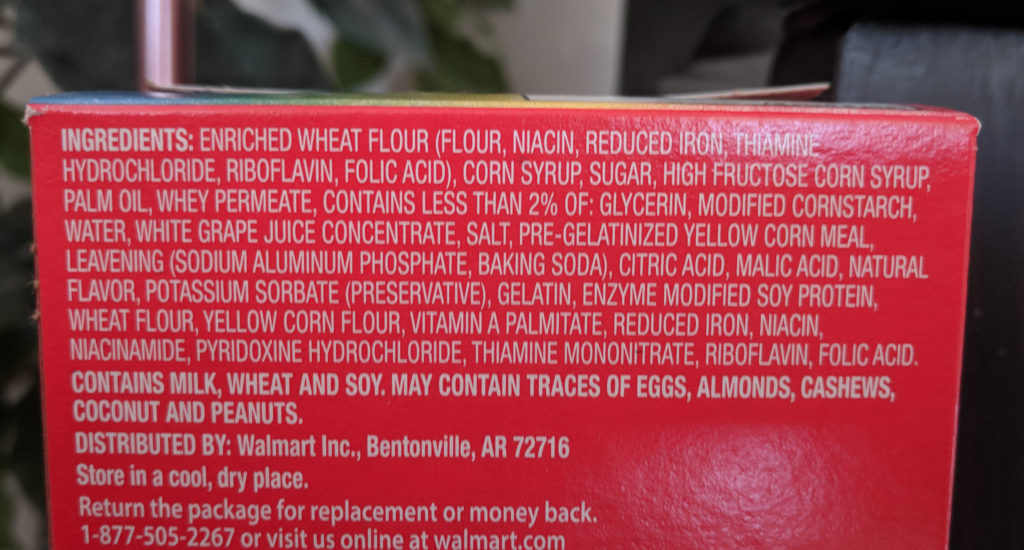 INGREDIENTS: ENRICHED WHEAT FLOUR (FLOUR, NIACIN, REDUCED IRON, THIAMINE
HYDROCHLORIDE, RIBOFLAVIN, FOLIC ACID), CORN SYRUP, SUGAR, HIGH FRUCTOSE CORN SYRUP,
PALM OIL, WHEY PERMEATE, CONTAINS LESS THAN 2% OF: GLYCERIN, MODIFIED CORNSTARCH,
WATER, WHITE GRAPE JUICE CONCENTRATE, SALT, PRE-GELATINIZED YELLOW CORN MEAL,
LEAVENING (SODIUM ALUMINUM PHOSPHATE, BAKING SODA), CITRIC ACID, MALIC ACID, NATURAL
FLAVOR, POTASSIUM SORBATE (PRESERVATIVE), GELATIN, ENZYME MODIFIED SOY PROTEIN,
WHEAT FLOUR, YELLOW CORN FLOUR, VITAMIN A PALMITATE, REDUCED IRON, NIACIN,
NIACINAMIDE, PYRIDOXINE HYDROCHLORIDE, THIAMINE MONONITRATE, RIBOFLAVIN, FOLIC ACID.
CONTAINS MILK, WHEAT AND SOY. MAY CONTAIN TRACES OF EGGS, ALMONDS, CASHEWS,
COCONUT AND PEANUTS.
DISTRIBUTED BY: Walmart Inc., Bentonville, AR 72716
Store in a cool, dry place.
Return the package for replacement or money back.
1-877-505-2267 or visit us online at walmart.com